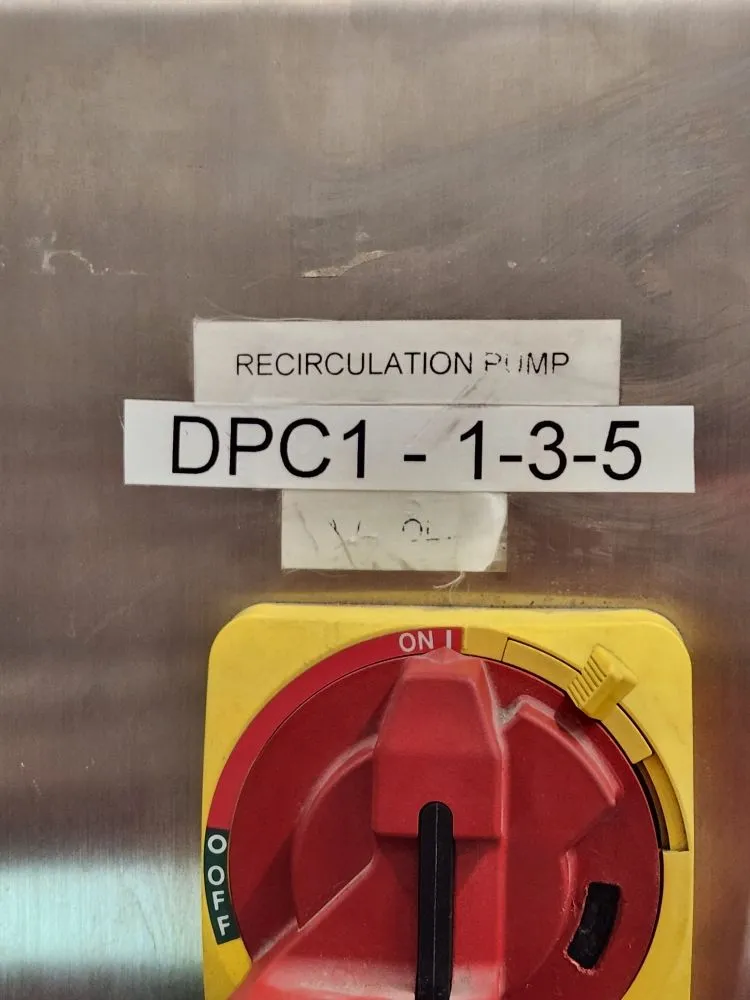 RECIRCULATION PUMP
DPC1 - 1-3-5
ON I
O OFF